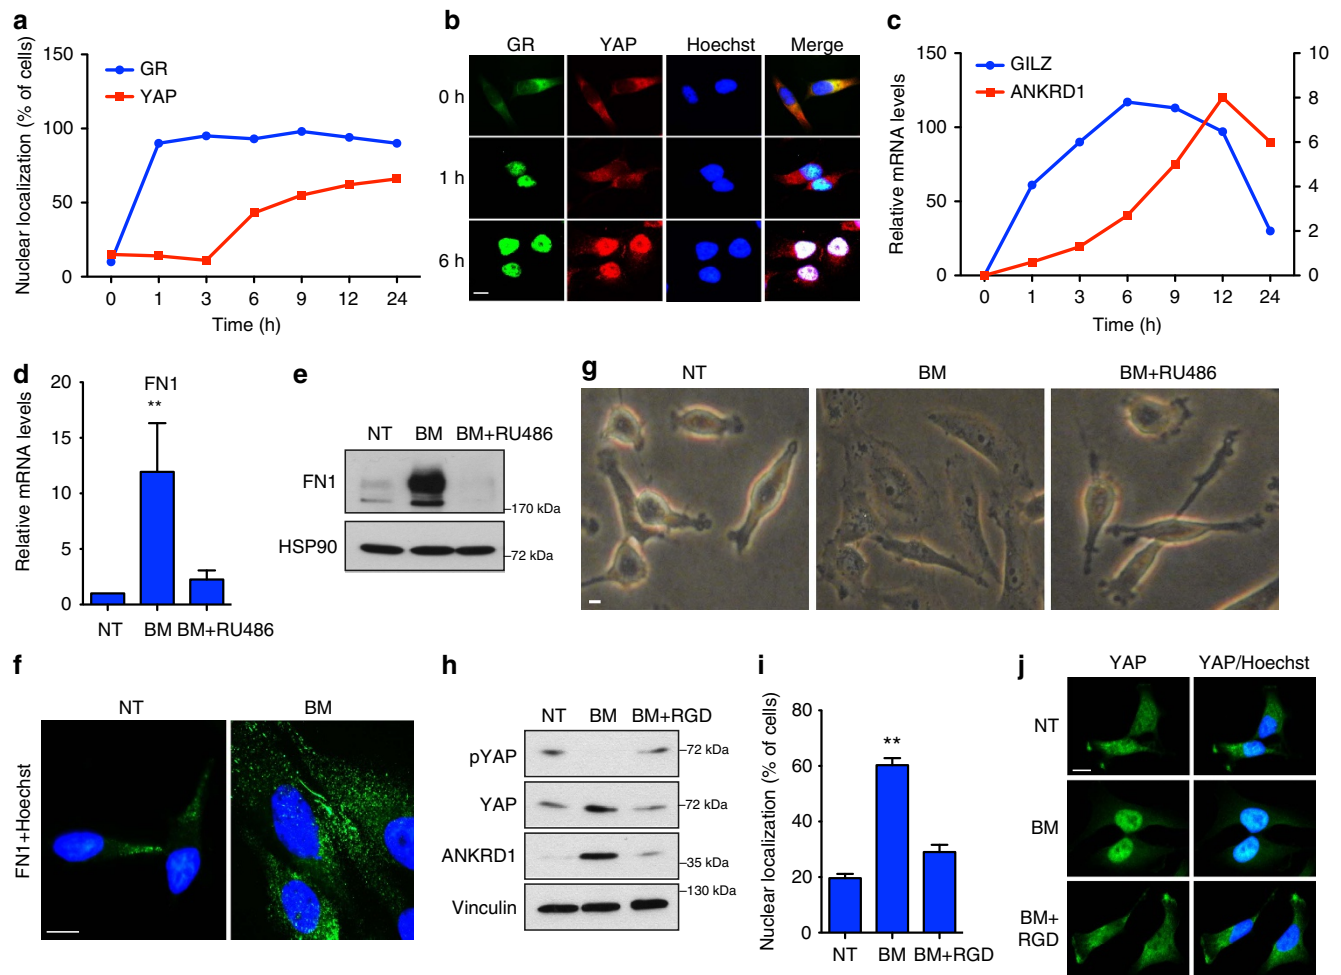 a
Nuclear localization (% of cells)
150
100
50
0
GR
YAP
0 1 3 6 9 12 24
Time (h)
b
GR YAP Hoechst Merge
0 h
1 h
6 h
c
Relative mRNA levels
150
100
50
0
GILZ
ANKRD1
10
8
6
4
2
0
0 1 3 6 9 12 24
Time (h)
d
Relative mRNA levels
20
15
10
5
0
FN1
**
NT BM BM+RU486
e
NT BM BM+RU486
FN1
–170 kDa
HSP90
–72 kDa
g
NT BM BM+RU486
f
NT BM
FN1+Hoechst
h
NT BM BM+RGD
pYAP
–72 kDa
YAP
–72 kDa
ANKRD1
–35 kDa
–130 kDa
Vinculin
i
Nuclear localization (% of cells)
80
60
40
20
0
**
NT BM BM+RGD
j
YAP YAP/Hoechst
NT
BM
BM+
RGD